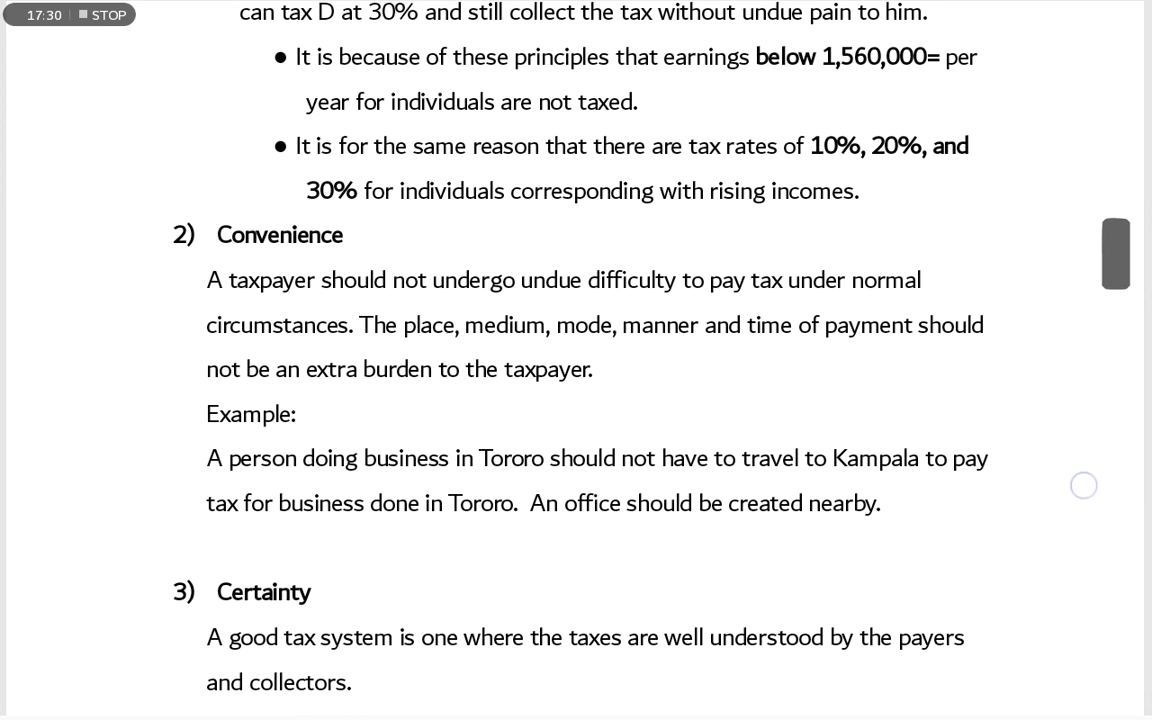 17:30 STOP
can tax D at 30% and still collect the tax without undue pain to him.
● It is because of these principles that earnings below 1,560,000= per
year for individuals are not taxed.
● It is for the same reason that there are tax rates of 10%, 20%, and
30% for individuals corresponding with rising incomes.
2) Convenience
A taxpayer should not undergo undue difficulty to pay tax under normal
circumstances. The place, medium, mode, manner and time of payment should
not be an extra burden to the taxpayer.
Example:
A person doing business in Tororo should not have to travel to Kampala to pay
tax for business done in Tororo.  An office should be created nearby.
3) Certainty
A good tax system is one where the taxes are well understood by the payers
and collectors.